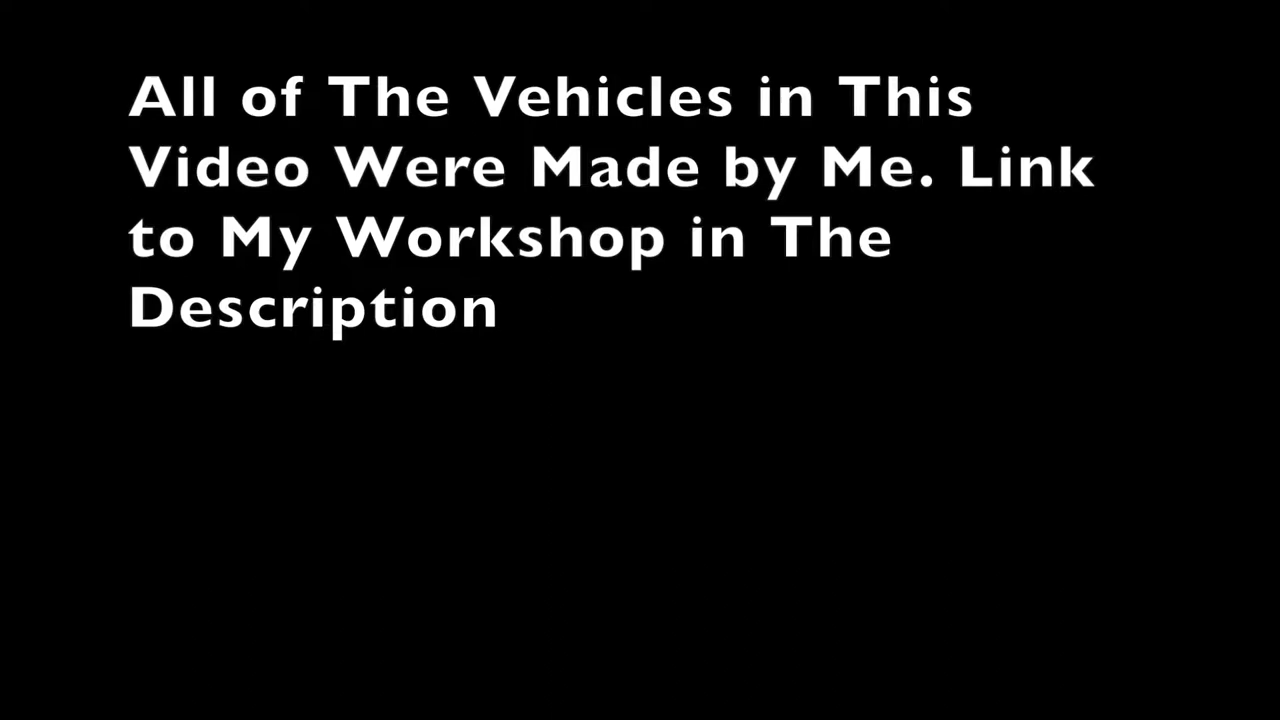 All of The Vehicles in This
Video Were Made by Me. Link
to My Workshop in The
Description